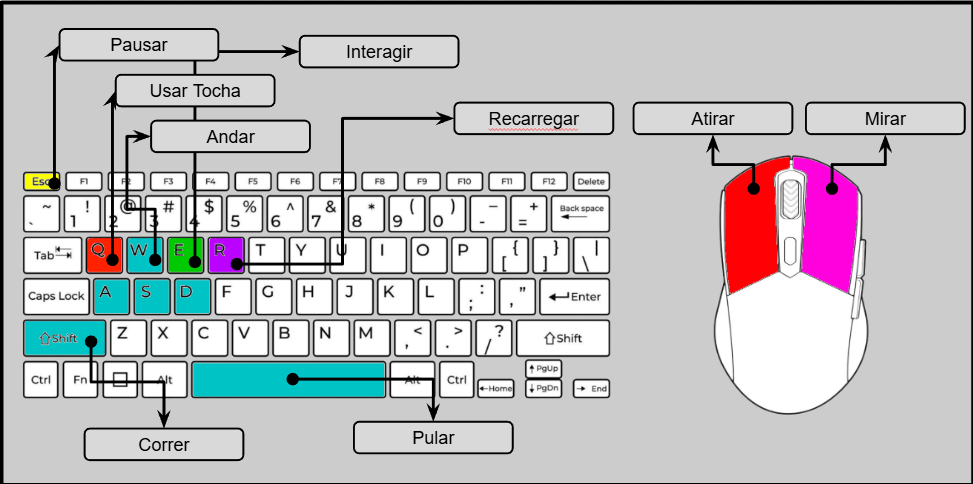 Pausar
Interagir
Usar Tocha
Andar
Recarregar
Atirar
Mirar
Esc F1 F2 F3 F4 F5 F6 F7 F8 F9 F10 F11 F12 Delete
~ ` ! 1 @ 2 # 3 $ 4 % 5 ^ 6 & 7 * 8 ( 9 ) 0 _ - + = Back space
Tab Q W E R T Y U I O P { [ } ] | \
Caps Lock A S D F G H J K L : ; " , Enter
Shift Z X C V B N M < , > . ? / Shift
Ctrl Fn Alt Alt Ctrl Home PgUp PgDn End
Correr
Pular